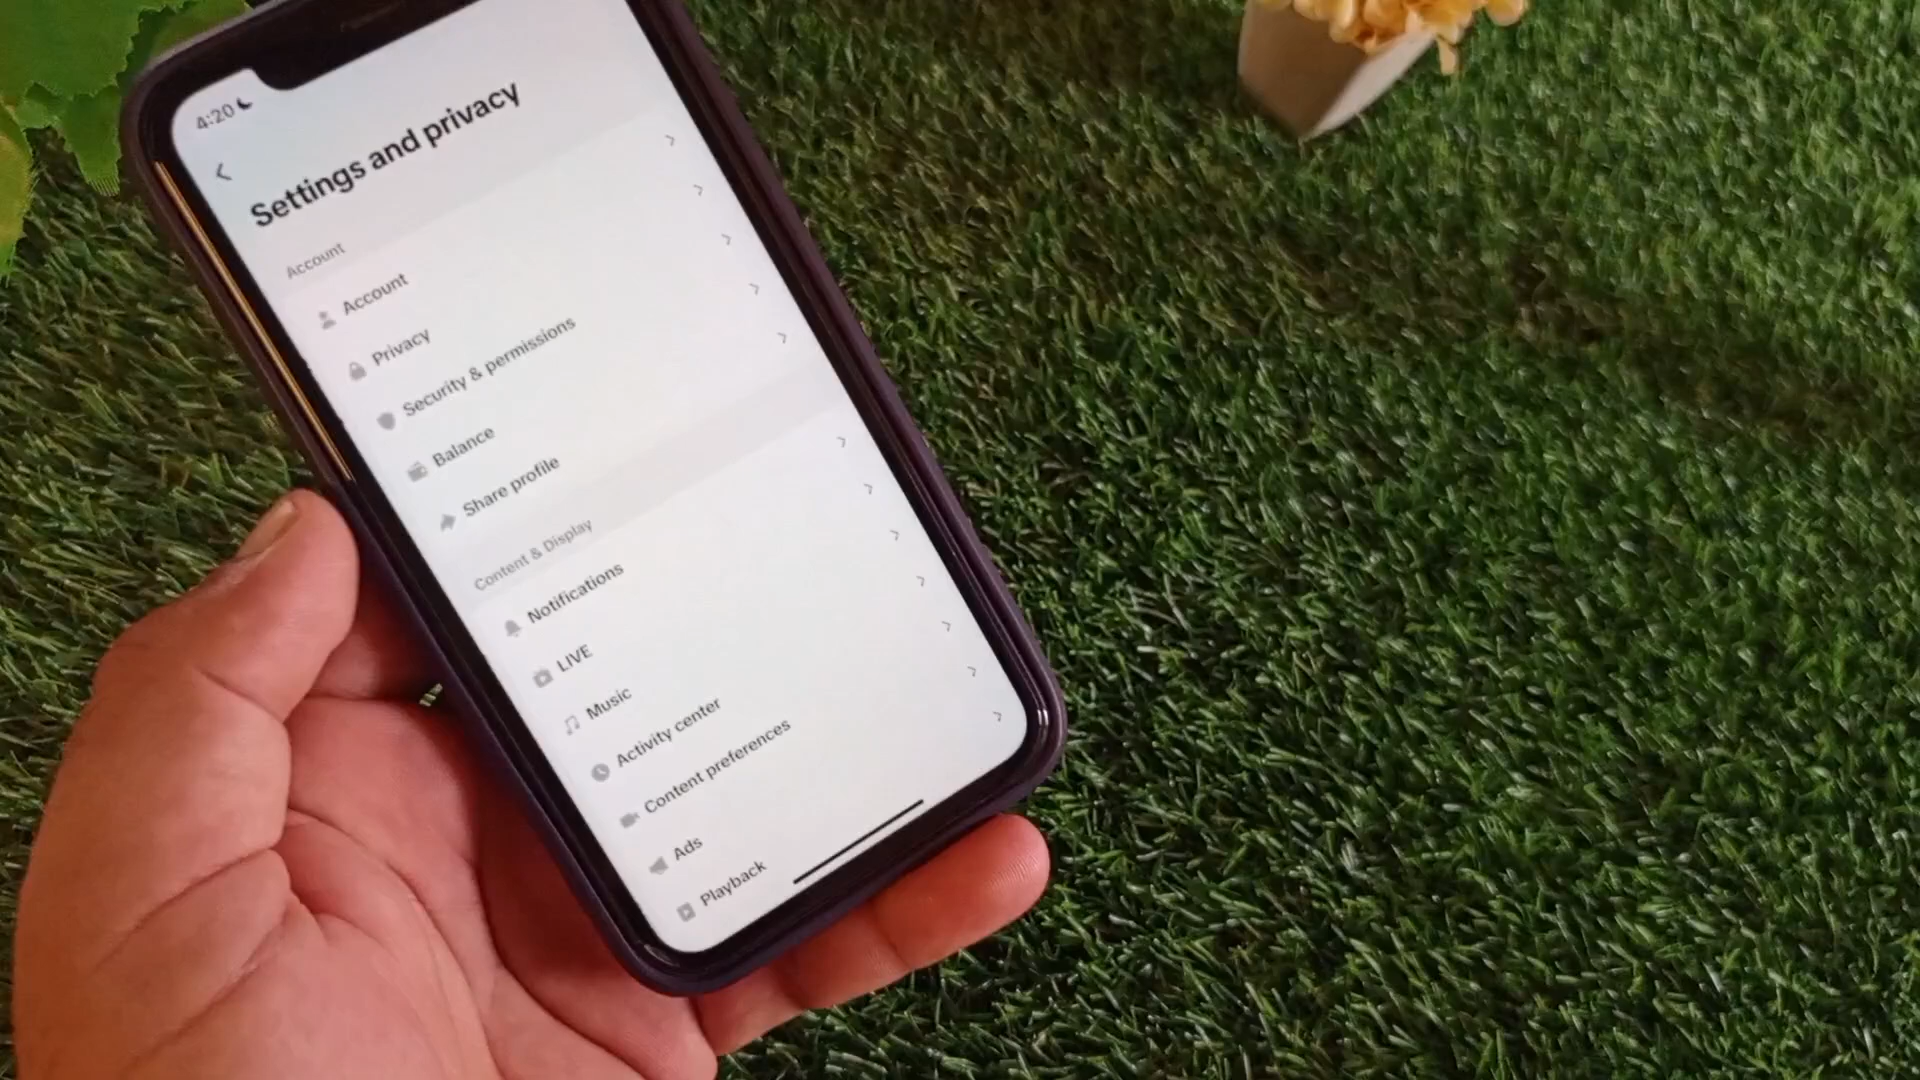 4:20
Settings and privacy
Account
Account
Privacy
Security & permissions
Balance
Share profile
Content & Display
Notifications
LIVE
Music
Activity center
Content preferences
Ads
Playback